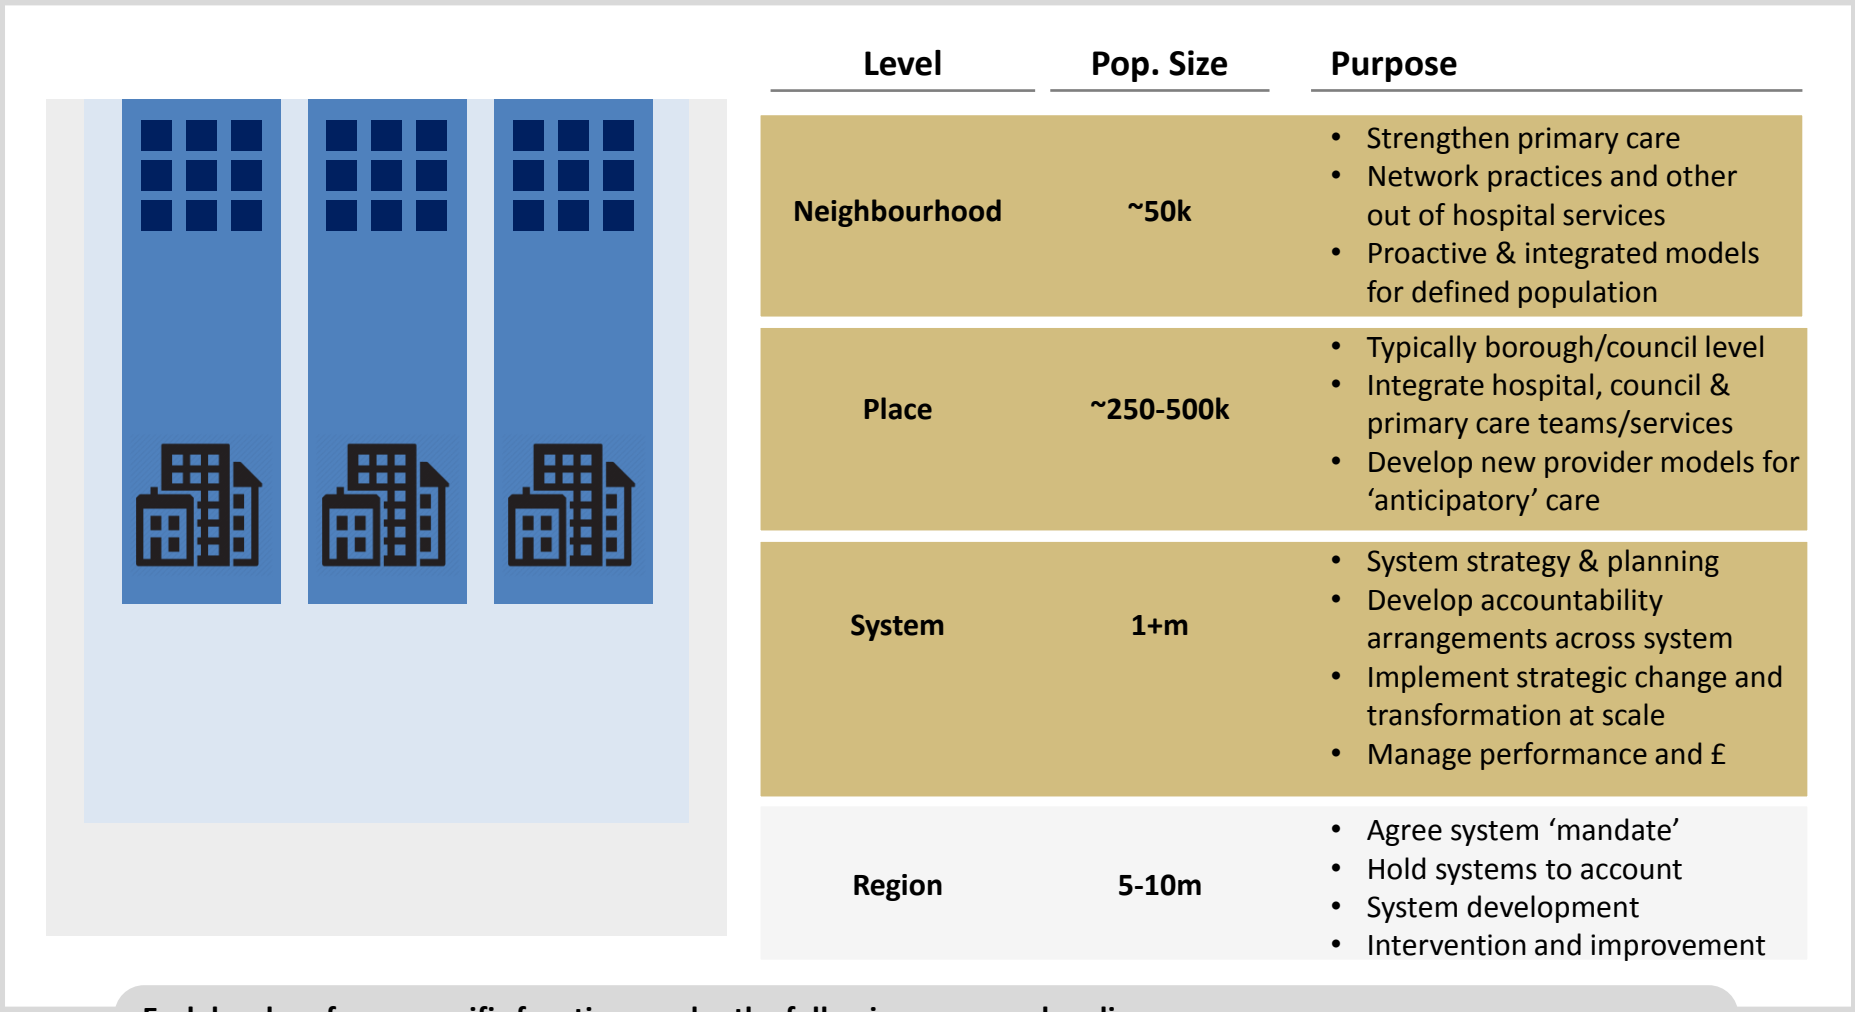 Level Pop. Size Purpose
Neighbourhood ~50k
• Strengthen primary care
• Network practices and other
out of hospital services
• Proactive & integrated models
for defined population
Place ~250-500k
• Typically borough/council level
• Integrate hospital, council &
primary care teams/services
• Develop new provider models for
‘anticipatory’ care
System 1+m
• System strategy & planning
• Develop accountability
arrangements across system
• Implement strategic change and
transformation at scale
• Manage performance and £
Region 5-10m
• Agree system ‘mandate’
• Hold systems to account
• System development
• Intervention and improvement